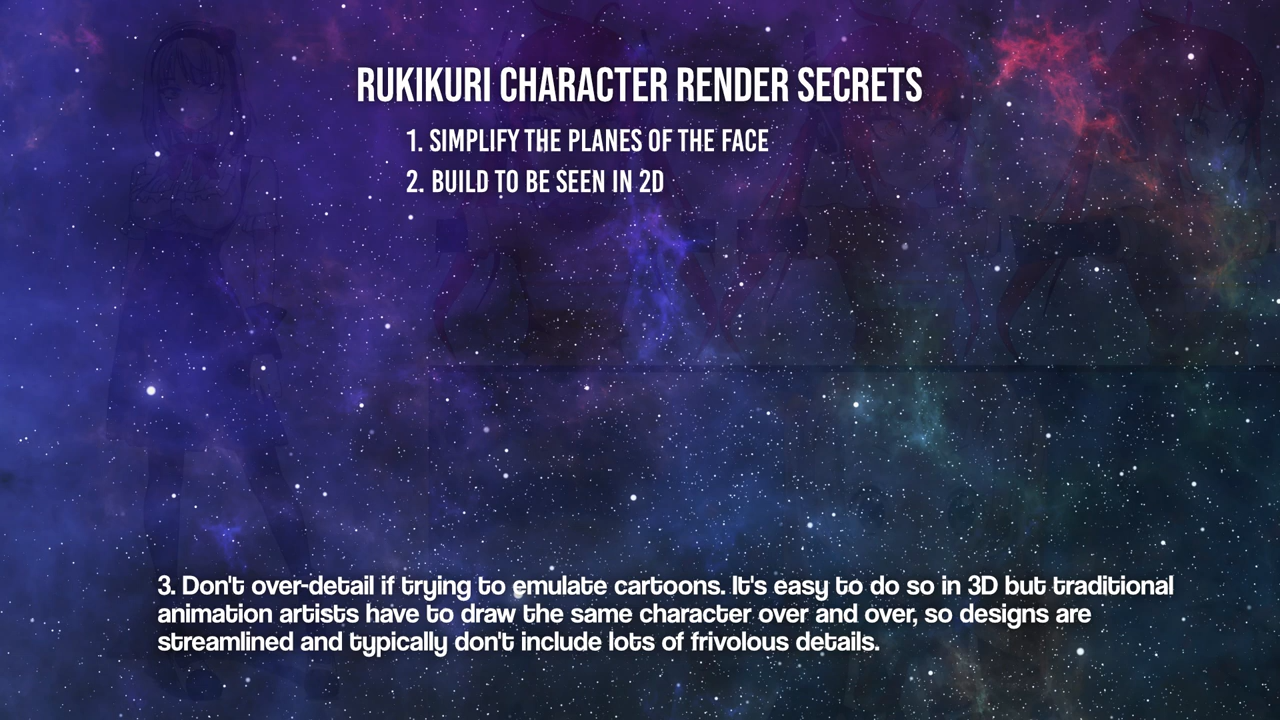 RUKIKURI CHARACTER RENDER SECRETS
1. SIMPLIFY THE PLANES OF THE FACE
2. BUILD TO BE SEEN IN 2D
3. Don't over-detail if trying to emulate cartoons. It's easy to do so in 3D but traditional
animation artists have to draw the same character over and over, so designs are
streamlined and typically don't include lots of frivolous details.